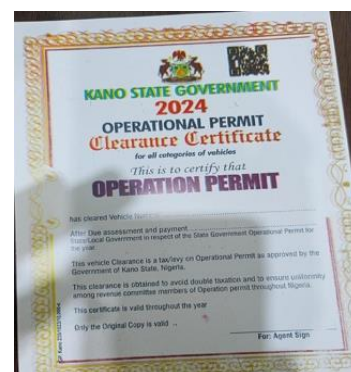 KANO STATE GOVERNMENT
2024
OPERATIONAL PERMIT
Clearance Certificate
for all categories of vehicles
This is to certify that
OPERATION PERMIT
has cleared Vehicle
After Due assessment and payment
State/Local Government in respect of the State Government Operational Permit for
the year.
This vehicle Clearance is a tax/levy on Operational Permit as approved by the
Government of Kano State, Nigeria.
This clearance is obtained to avoid double taxation and to ensure uniformity
among revenue committee members of Operation permit throughout Nigeria.
This certificate is valid throughout the year
Only the Original Copy is valid
For: Agent Sign